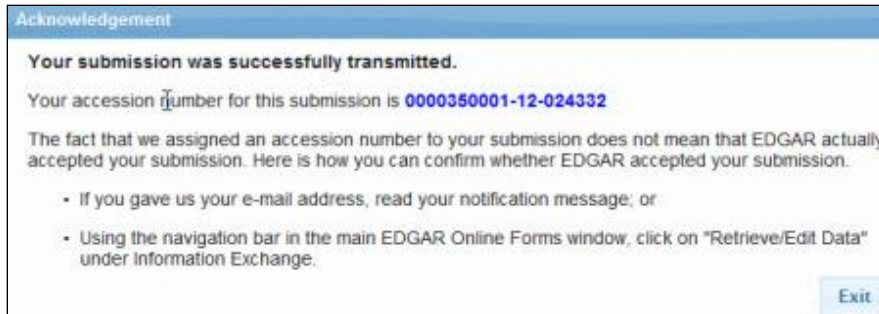 Acknowledgement
Your submission was successfully transmitted.
Your accession number for this submission is 0000350001-12-024332
The fact that we assigned an accession number to your submission does not mean that EDGAR actually
accepted your submission. Here is how you can confirm whether EDGAR accepted your submission.
• If you gave us your e-mail address, read your notification message; or
• Using the navigation bar in the main EDGAR Online Forms window, click on "Retrieve/Edit Data"
under Information Exchange.
Exit